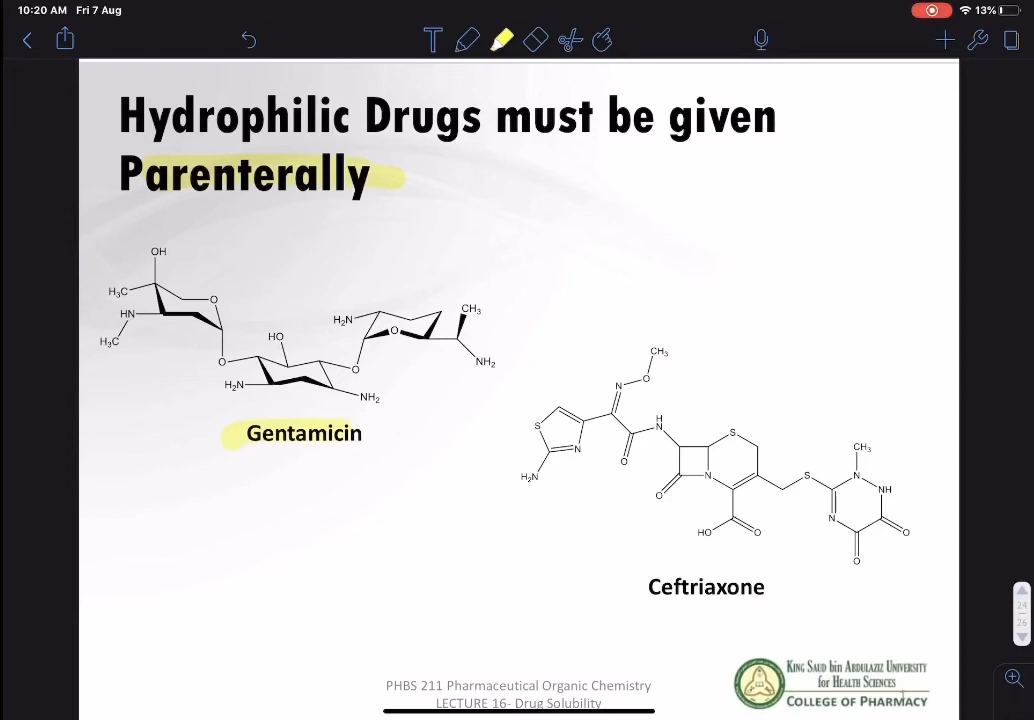 10:20 AM Fri 7 Aug
13%
Hydrophilic Drugs must be given
Parenterally
OH
H₃C
O
HN
H₃C
O
HO
H₂N
NH₂
O
H₂N
O
CH₃
NH₂
Gentamicin
CH₃
O
N
S
N
H₂N
O
H
N
S
N
O
HO
O
S
CH₃
N
NH
N
O
O
Ceftriaxone
24
26
PHBS 211 Pharmaceutical Organic Chemistry
LECTURE 16- Drug Solubility
King Saud bin Abdulaziz University
for Health Sciences
College of Pharmacy